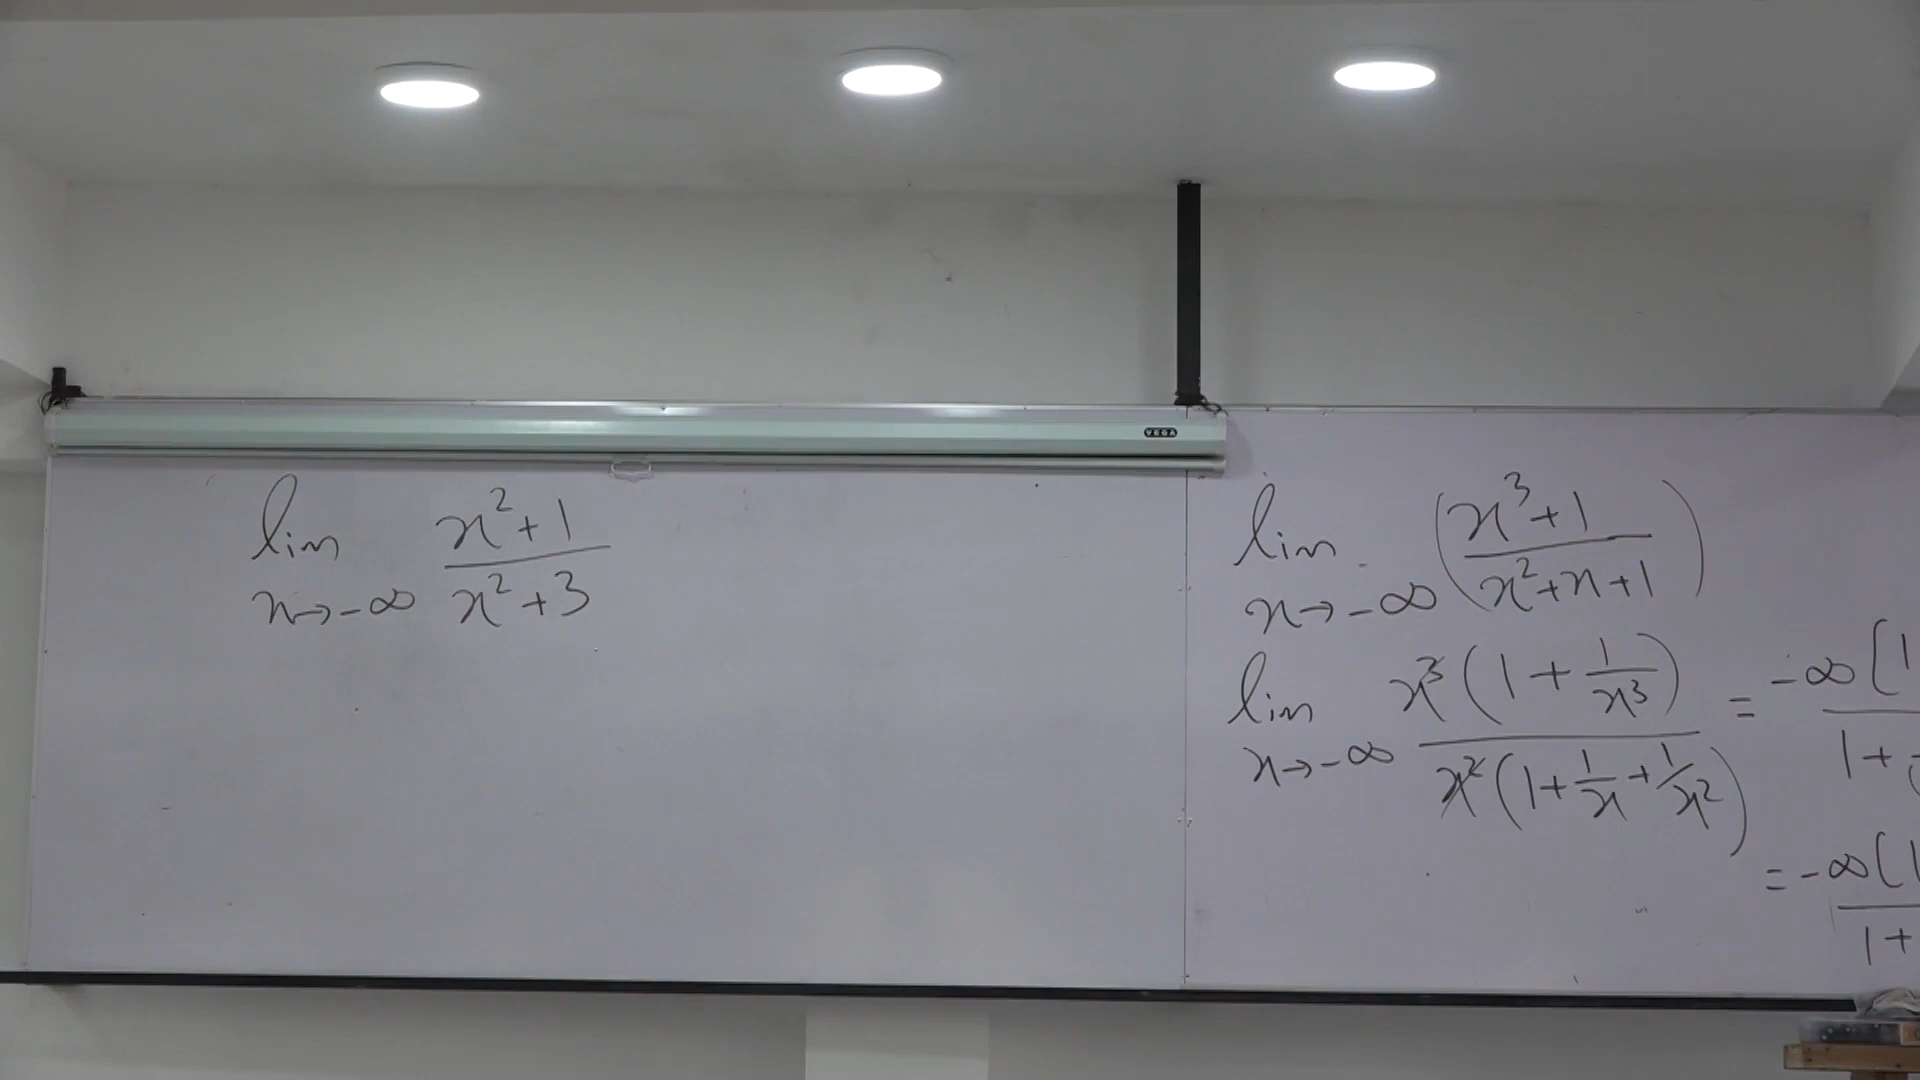 VEGA
lim x²+1
x→-∞ x²+3
lim (x³+1
x→-∞ x²+x+1)
lim x³(1+1/x³) = -∞(1
x→-∞ x²(1+1/x+1/x²) 1+
= -∞(1
1+